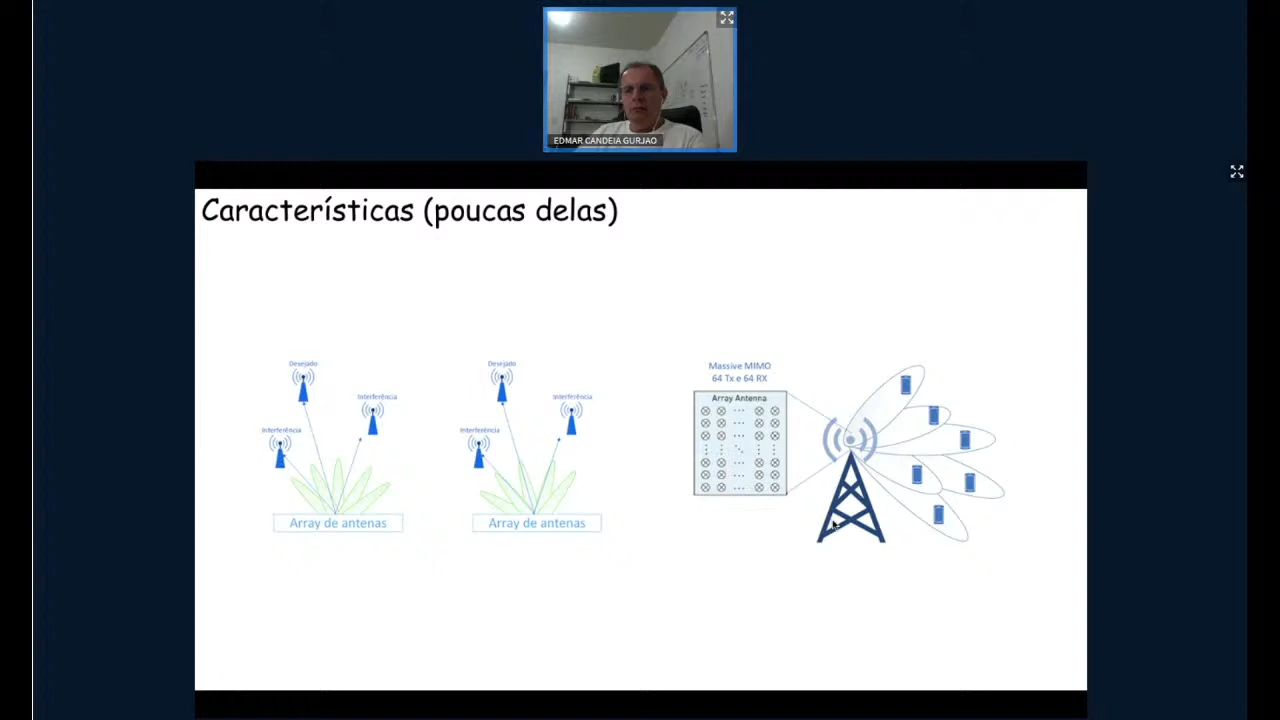 EDMAR CANDEIA GURJAO
Características (poucas delas)
Desejado
Interferência
Interferência
Array de antenas
Desejado
Interferência
Interferência
Array de antenas
Massive MIMO
64 Tx e 64 RX
Array Antenna